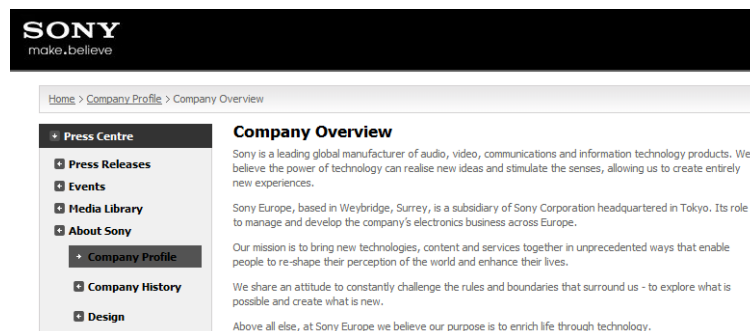 SONY
make.believe
Home > Company Profile > Company Overview
Press Centre
Press Releases
Events
Media Library
About Sony
Company Profile
Company History
Design
Company Overview
Sony is a leading global manufacturer of audio, video, communications and information technology products. We
believe the power of technology can realise new ideas and stimulate the senses, allowing us to create entirely
new experiences.
Sony Europe, based in Weybridge, Surrey, is a subsidiary of Sony Corporation headquartered in Tokyo. Its role
to manage and develop the company's electronics business across Europe.
Our mission is to bring new technologies, content and services together in unprecedented ways that enable
people to re-shape their perception of the world and enhance their lives.
We share an attitude to constantly challenge the rules and boundaries that surround us - to explore what is
possible and create what is new.
Above all else, at Sony Europe we believe our purpose is to enrich life through technology.